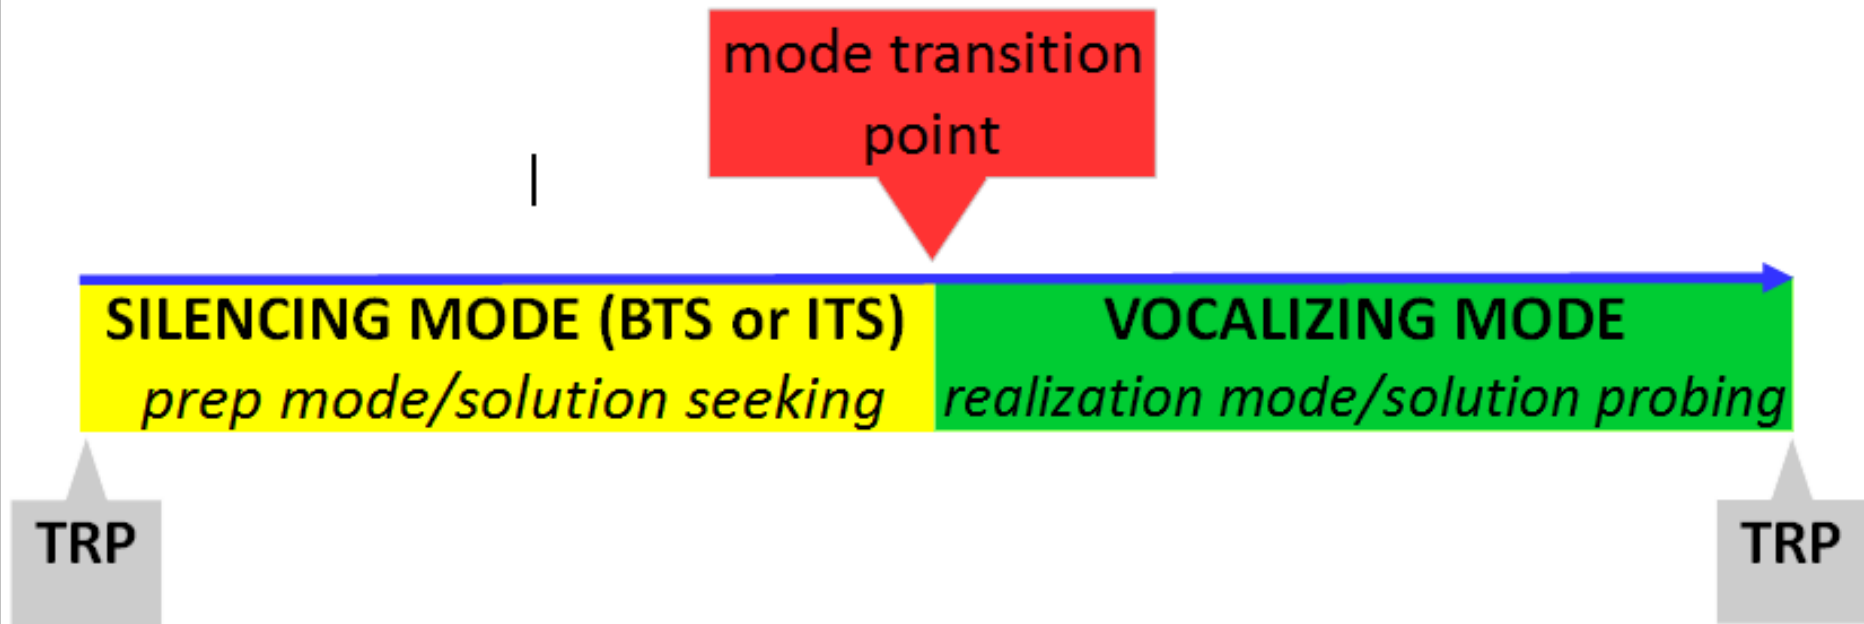 mode transition
point
SILENCING MODE (BTS or ITS)
prep mode/solution seeking
VOCALIZING MODE
realization mode/solution probing
TRP
TRP